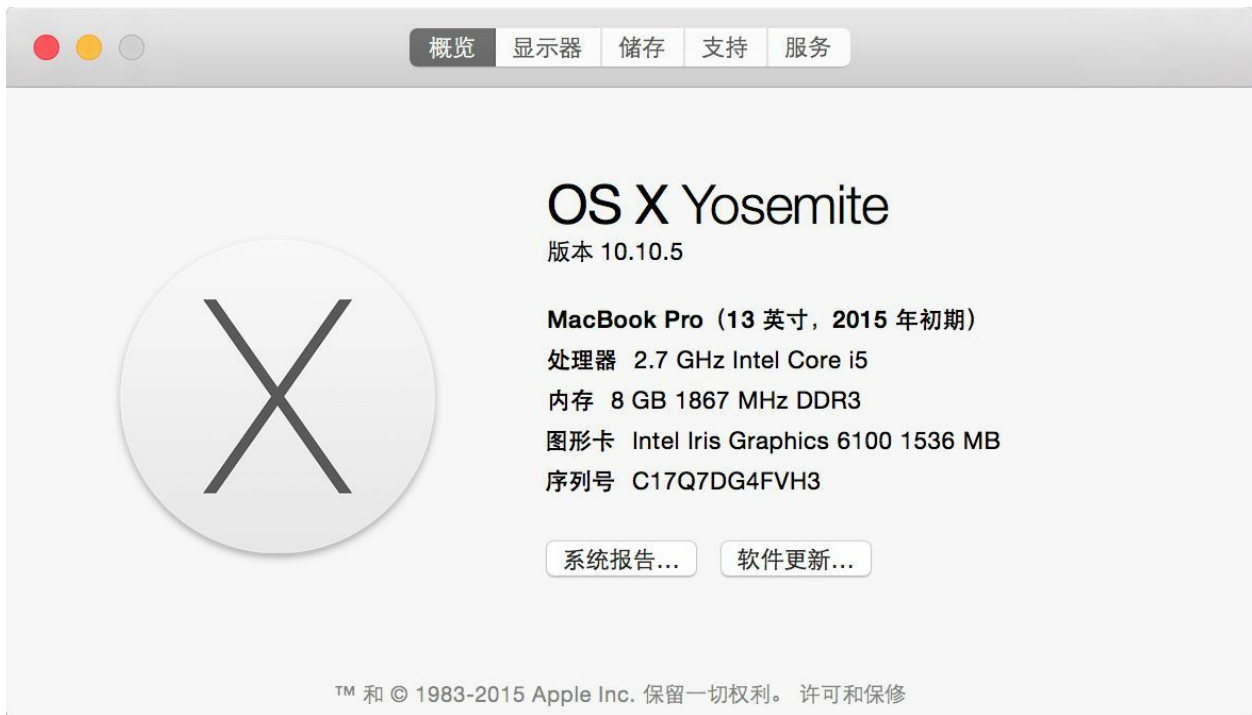 概览 显示器 储存 支持 服务
OS X Yosemite
版本 10.10.5
MacBook Pro（13 英寸，2015 年初期）
处理器 2.7 GHz Intel Core i5
内存 8 GB 1867 MHz DDR3
图形卡 Intel Iris Graphics 6100 1536 MB
序列号 C17Q7DG4FVH3
系统报告... 软件更新...
™ 和 © 1983-2015 Apple Inc. 保留一切权利。 许可和保修